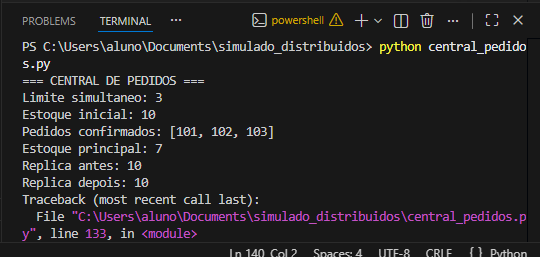 PROBLEMS TERMINAL ... powershell
PS C:\Users\aluno\Documents\simulado_distribuidos> python central_pedido
s.py
=== CENTRAL DE PEDIDOS ===
Limite simultaneo: 3
Estoque inicial: 10
Pedidos confirmados: [101, 102, 103]
Estoque principal: 7
Replica antes: 10
Replica depois: 10
Traceback (most recent call last):
  File "C:\Users\aluno\Documents\simulado_distribuidos\central_pedidos.p
y", line 133, in <module>
Ln 140, Col 2 Spaces: 4 UTF-8 CRLF {} Python